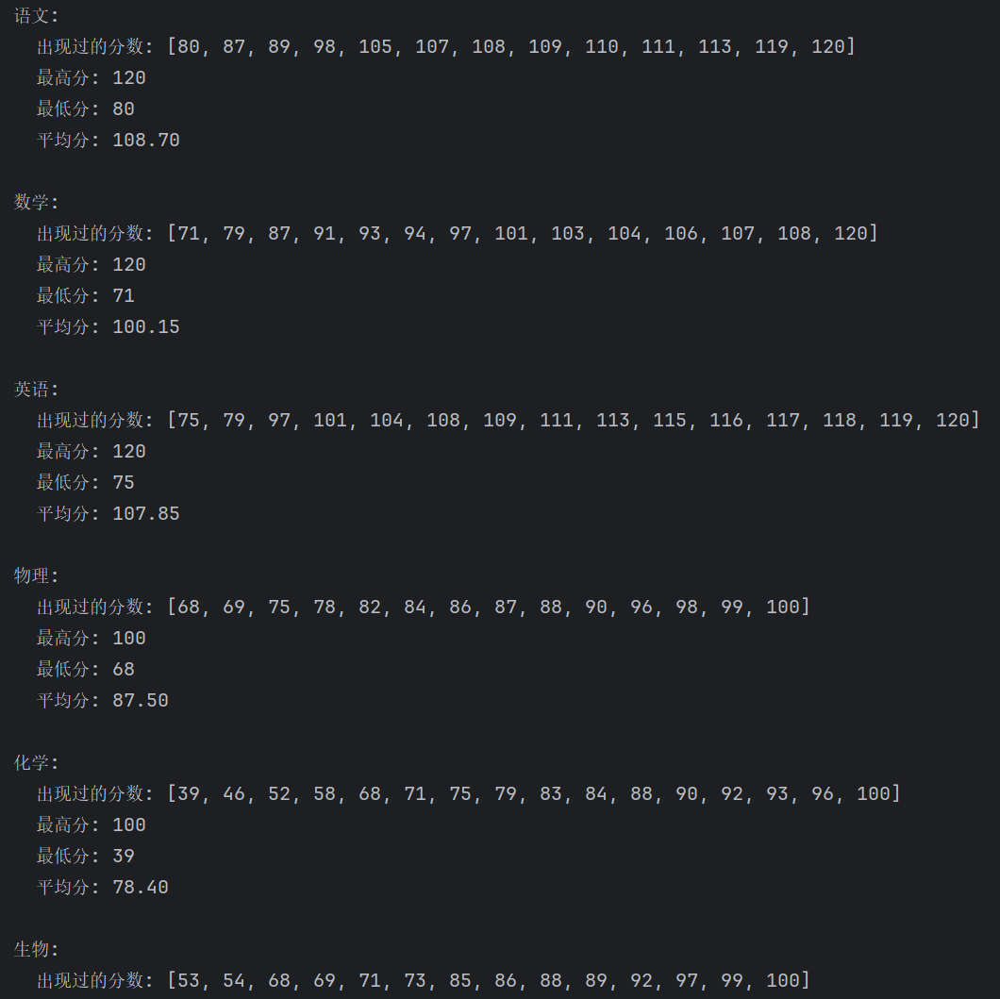 语文:
出现过的分数: [80, 87, 89, 98, 105, 107, 108, 109, 110, 111, 113, 119, 120]
最高分: 120
最低分: 80
平均分: 108.70
数学:
出现过的分数: [71, 79, 87, 91, 93, 94, 97, 101, 103, 104, 106, 107, 108, 120]
最高分: 120
最低分: 71
平均分: 100.15
英语:
出现过的分数: [75, 79, 97, 101, 104, 108, 109, 111, 113, 115, 116, 117, 118, 119, 120]
最高分: 120
最低分: 75
平均分: 107.85
物理:
出现过的分数: [68, 69, 75, 78, 82, 84, 86, 87, 88, 90, 96, 98, 99, 100]
最高分: 100
最低分: 68
平均分: 87.50
化学:
出现过的分数: [39, 46, 52, 58, 68, 71, 75, 79, 83, 84, 88, 90, 92, 93, 96, 100]
最高分: 100
最低分: 39
平均分: 78.40
生物:
出现过的分数: [53, 54, 68, 69, 71, 73, 85, 86, 88, 89, 92, 97, 99, 100]